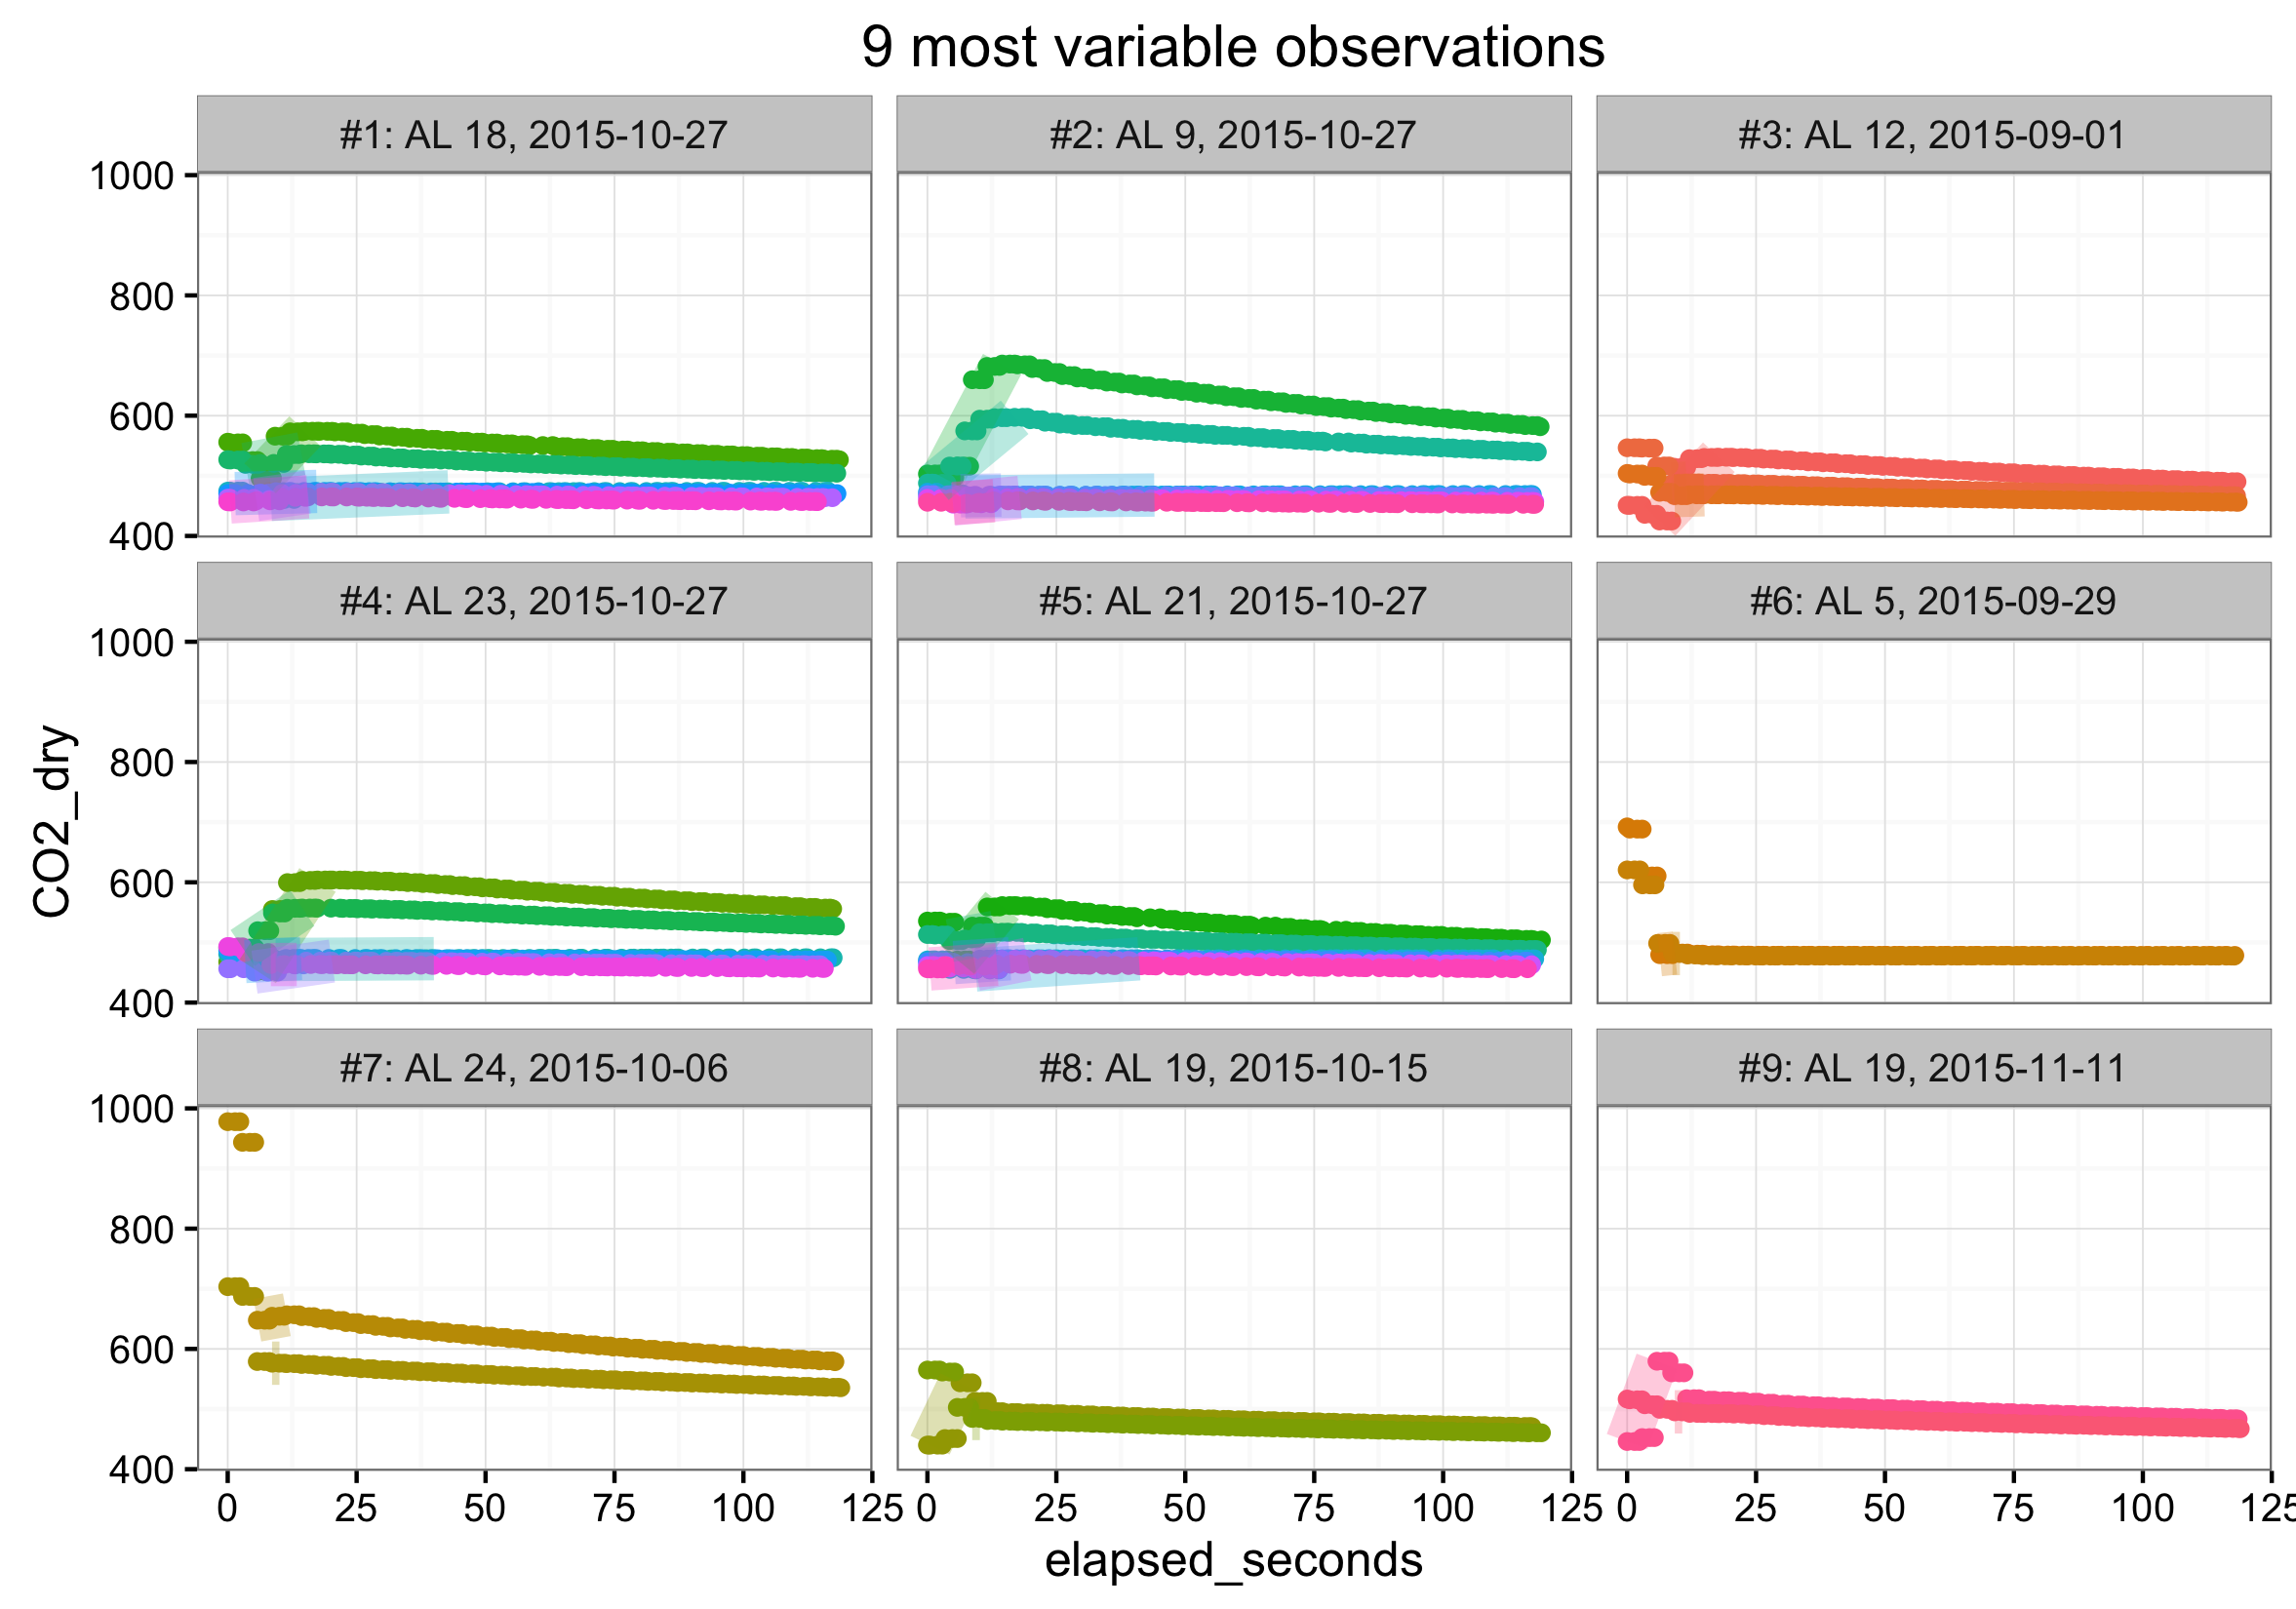 9 most variable observations
#1: AL 18, 2015-10-27
#2: AL 9, 2015-10-27
#3: AL 12, 2015-09-01
1000
800
600
400
#4: AL 23, 2015-10-27
#5: AL 21, 2015-10-27
#6: AL 5, 2015-09-29
1000
800
600
400
CO2_dry
#7: AL 24, 2015-10-06
#8: AL 19, 2015-10-15
#9: AL 19, 2015-11-11
1000
800
600
400
0 25 50 75 100 125 0 25 50 75 100 125 0 25 50 75 100 125
elapsed_seconds